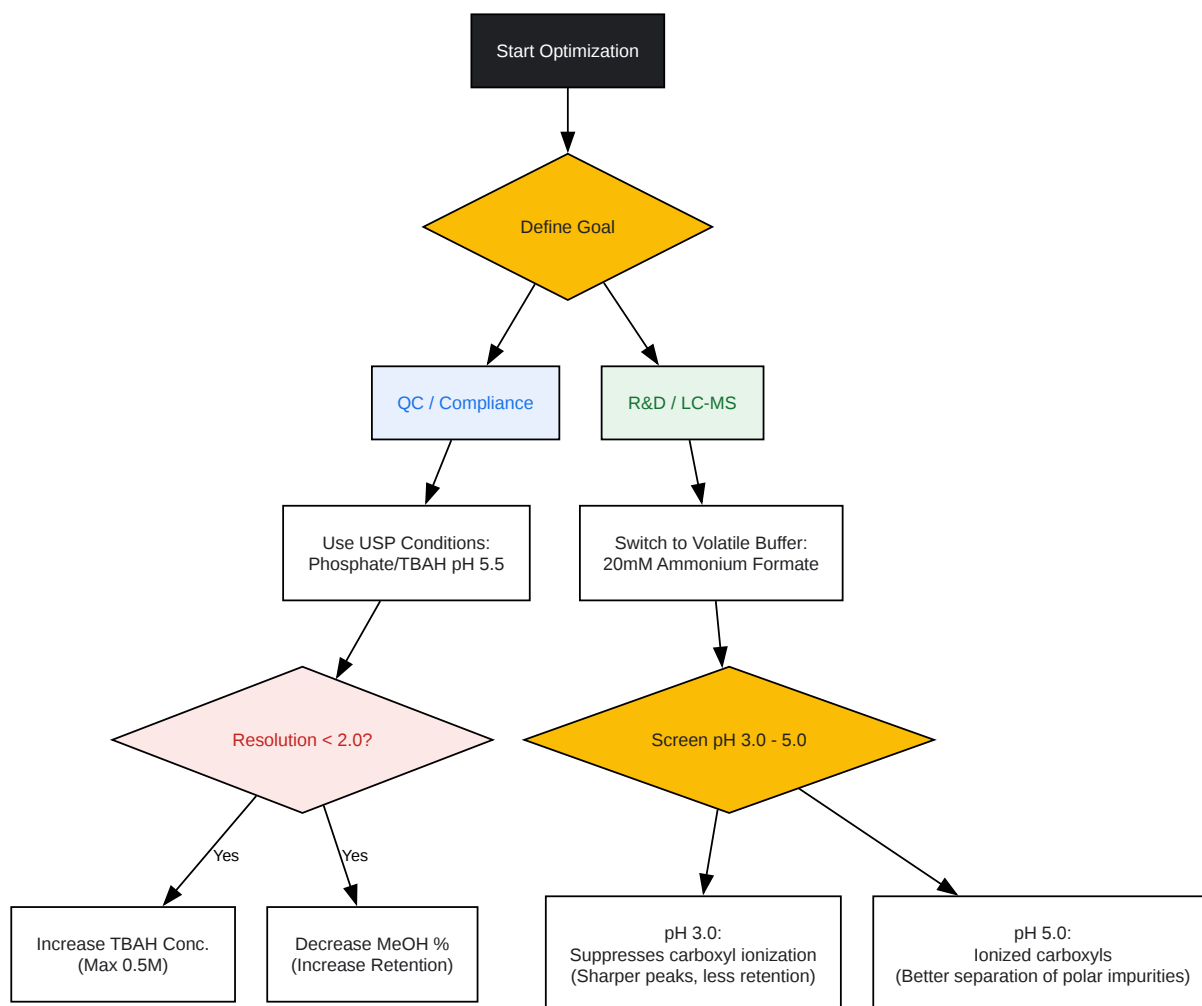 Start Optimization
Define Goal
QC / Compliance
R&D / LC-MS
Use USP Conditions:
Phosphate/TBAH pH 5.5
Switch to Volatile Buffer:
20mM Ammonium Formate
Resolution < 2.0?
Screen pH 3.0 - 5.0
Yes
Yes
Increase TBAH Conc.
(Max 0.5M)
Decrease MeOH %
(Increase Retention)
pH 3.0:
Suppresses carboxyl ionization
(Sharper peaks, less retention)
pH 5.0:
Ionized carboxyls
(Better separation of polar impurities)